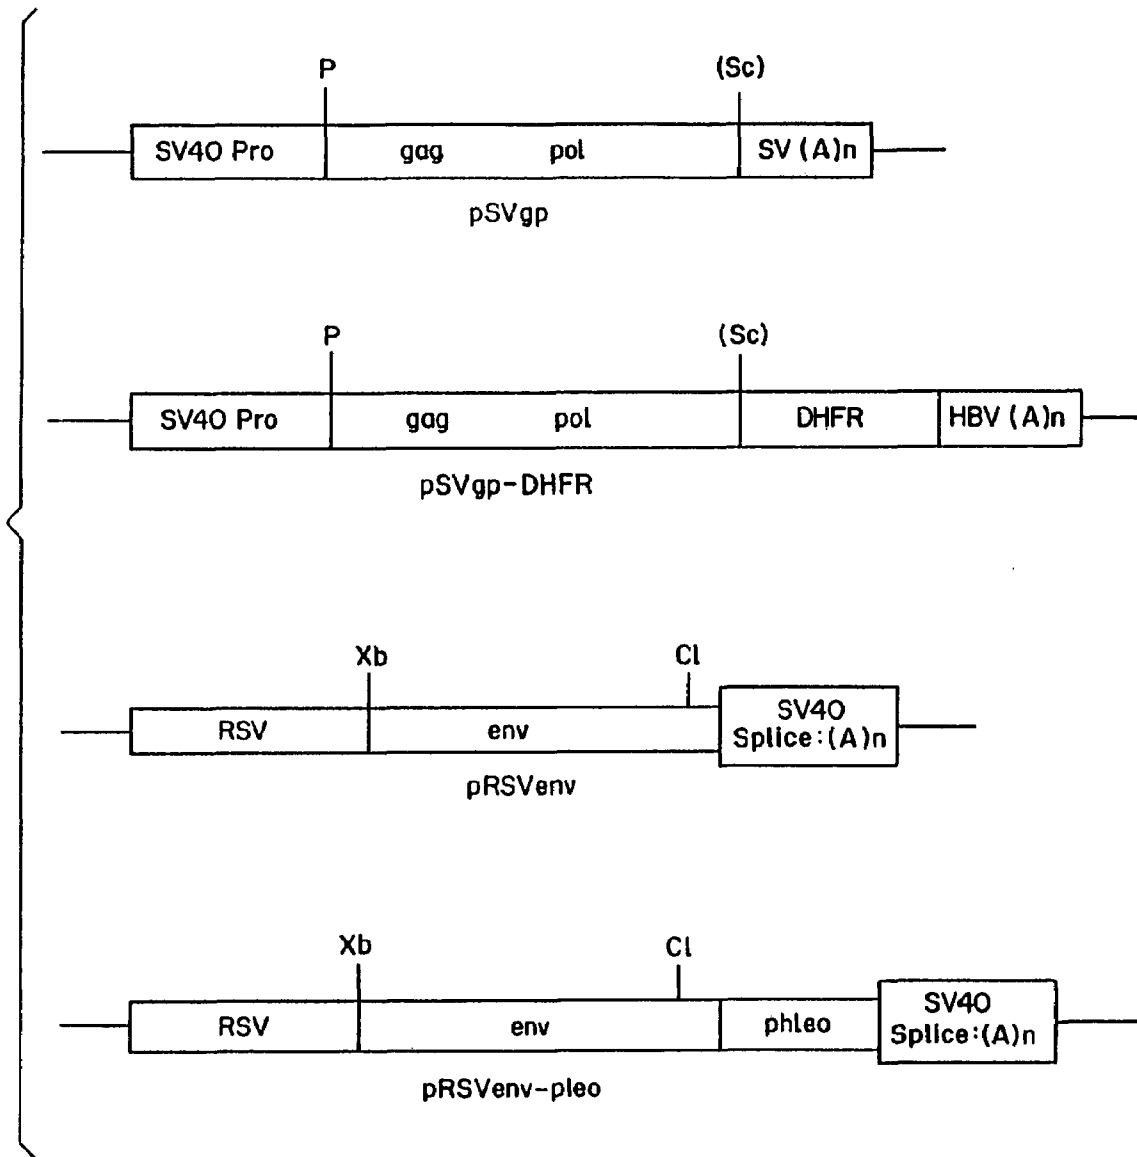 P (Sc)
SV40 Pro gag pol SV (A)n
pSVgp
P (Sc)
SV40 Pro gag pol DHFR HBV (A)n
pSVgp-DHFR
Xb Cl
RSV env SV40
Splice:(A)n
pRSVenv
Xb Cl
RSV env phleo SV40
Splice:(A)n
pRSVenv-pleo